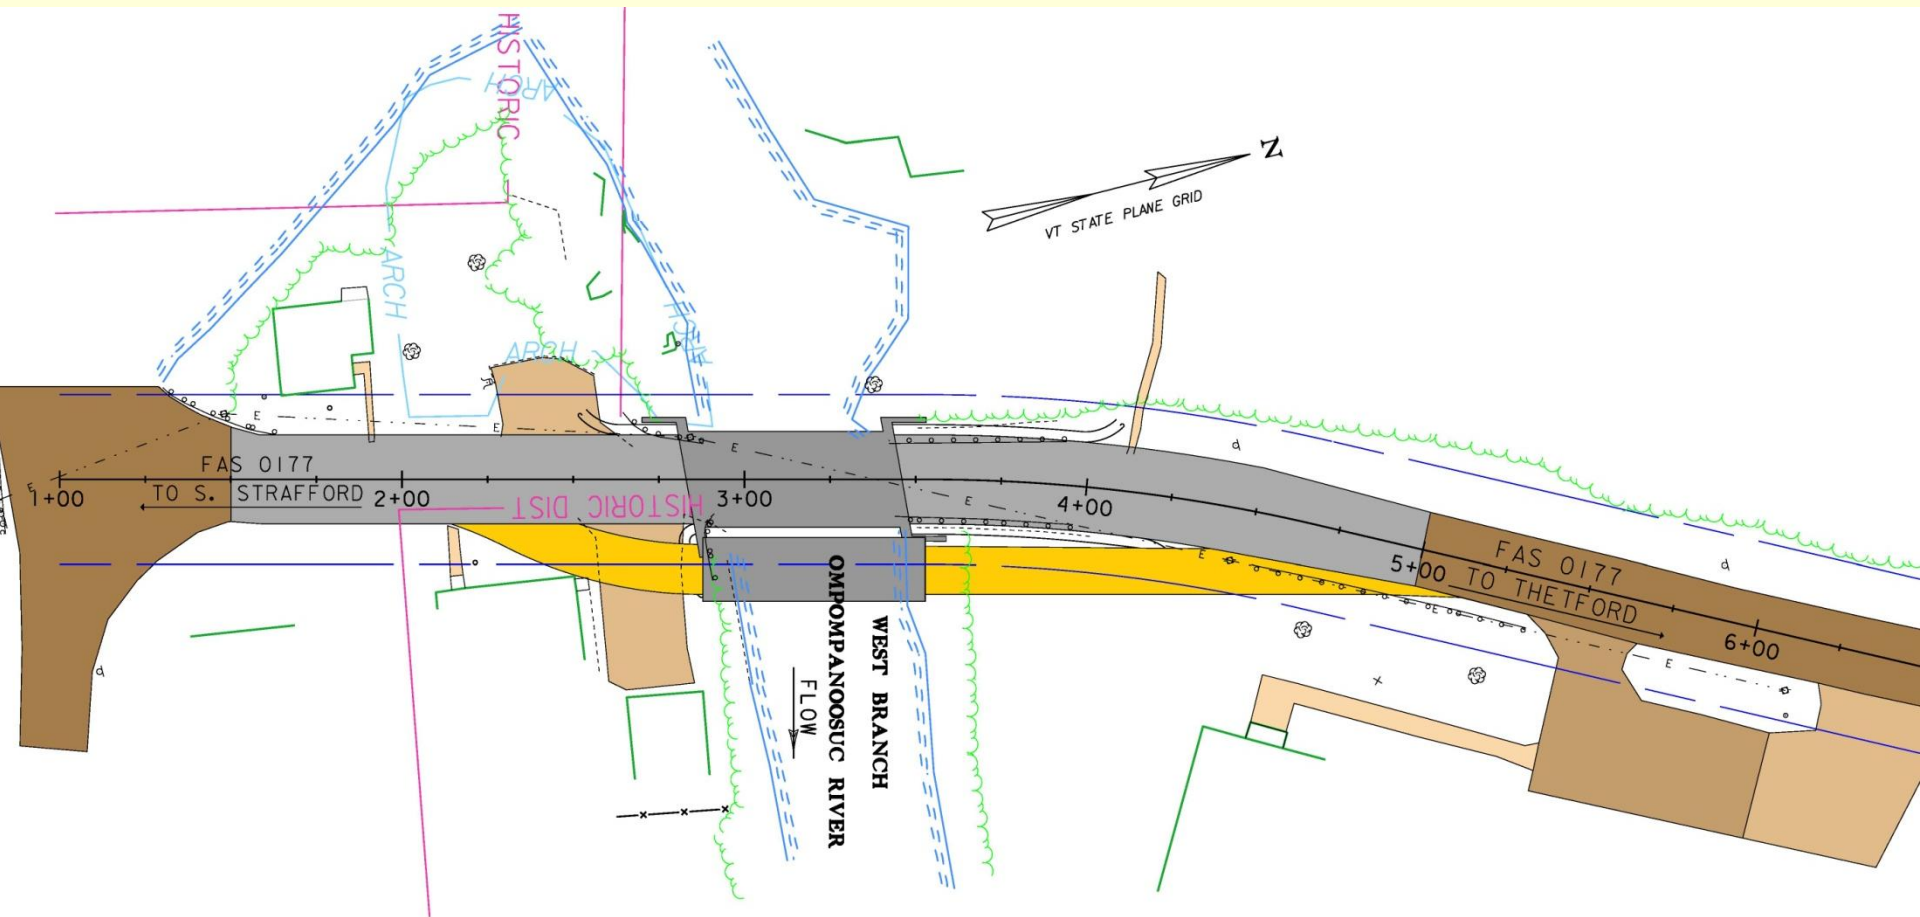 HISTORIC
ARCH
N
VT STATE PLANE GRID
ARCH
ARCH
ARCH
E
E
E
d
FAS 0177
E
1+00
TO S. STRAFFORD
2+00
HISTORIC DIST
3+00
E
4+00
E
5+00
FAS 0177
TO THETFORD
d
E
6+00
E
d
WEST BRANCH
OMPOMPANOOSUC RIVER
FLOW